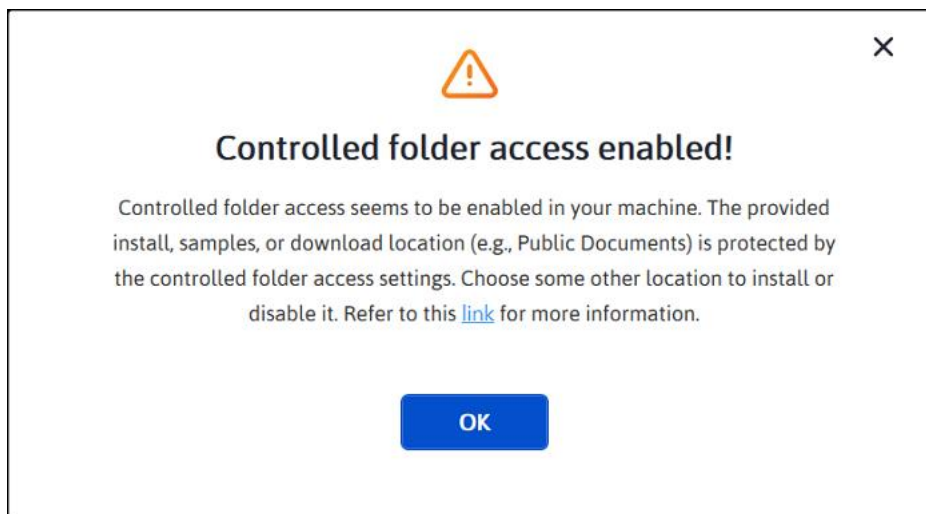 Controlled folder access enabled!
Controlled folder access seems to be enabled in your machine. The provided
install, samples, or download location (e.g., Public Documents) is protected by
the controlled folder access settings. Choose some other location to install or
disable it. Refer to this link for more information.
OK